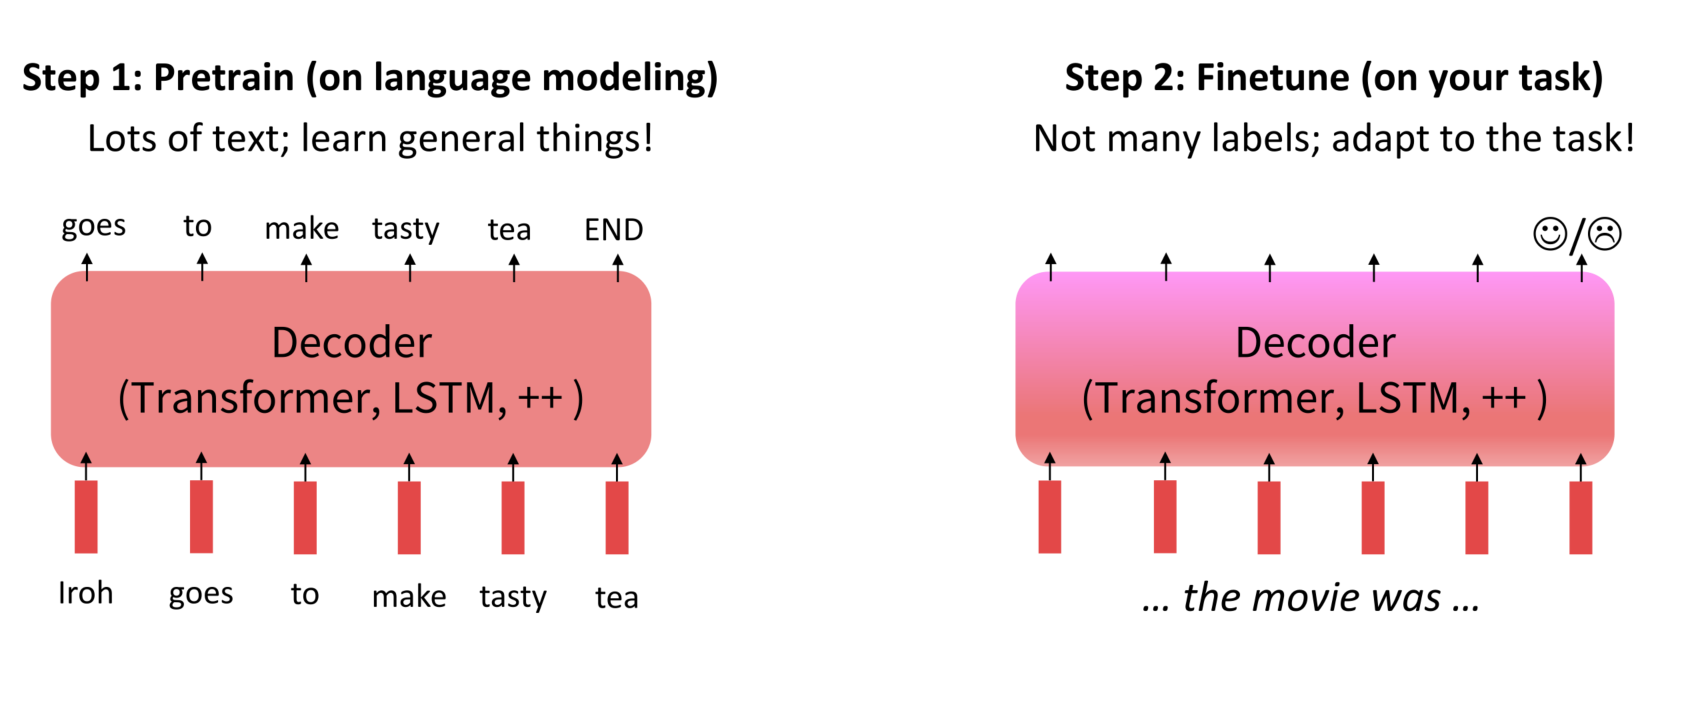 Step 1: Pretrain (on language modeling)
Lots of text; learn general things!
goes to make tasty tea END
Decoder
(Transformer, LSTM, ++ )
Iroh goes to make tasty tea
Step 2: Finetune (on your task)
Not many labels; adapt to the task!
☺/☹
Decoder
(Transformer, LSTM, ++ )
... the movie was ...